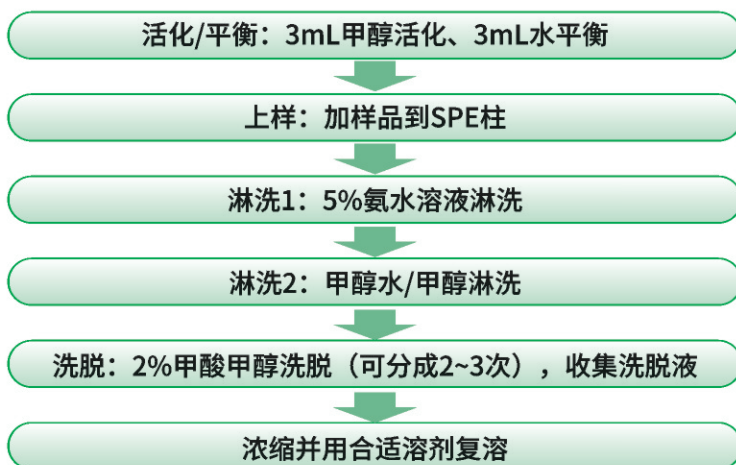 活化/平衡：3mL甲醇活化、3mL水平衡
上样：加样品到SPE柱
淋洗1：5%氨水溶液淋洗
淋洗2：甲醇水/甲醇淋洗
洗脱：2%甲酸甲醇洗脱（可分成2~3次），收集洗脱液
浓缩并用合适溶剂复溶